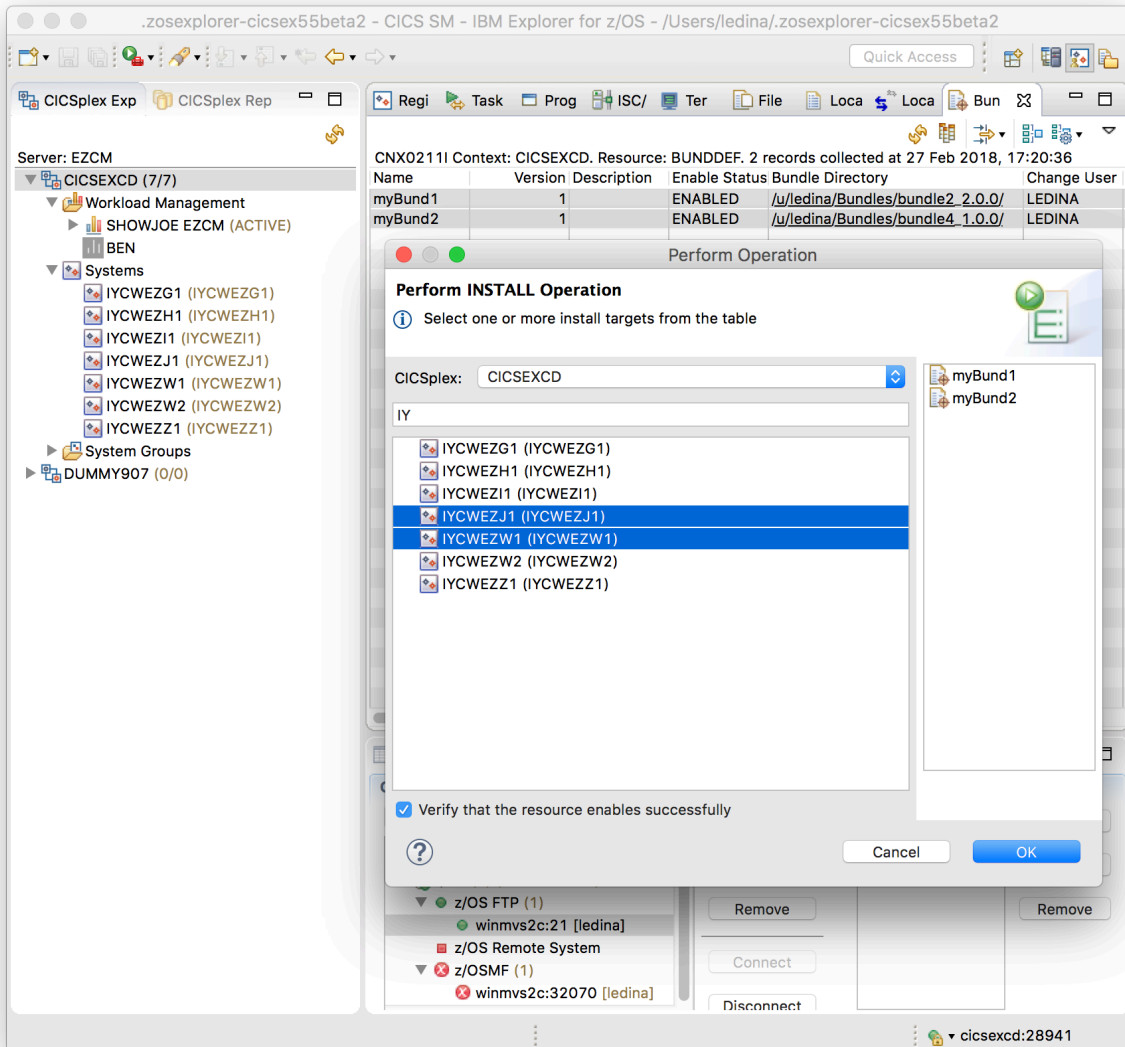 .zosexplorer-cicsex55beta2 - CICS SM - IBM Explorer for z/OS - /Users/ledina/.zosexplorer-cicsex55beta2
Quick Access
CICSplex Exp
CICSplex Rep
Server: EZCM
CICSEXCD (7/7)
Workload Management
SHOWJOE EZCM (ACTIVE)
BEN
Systems
IYCWEZG1 (IYCWEZG1)
IYCWEZH1 (IYCWEZH1)
IYCWEZI1 (IYCWEZI1)
IYCWEZJ1 (IYCWEZJ1)
IYCWEZW1 (IYCWEZW1)
IYCWEZW2 (IYCWEZW2)
IYCWEZZ1 (IYCWEZZ1)
System Groups
DUMMY907 (0/0)
Regi Task Prog ISC/ Ter File Loca Loca Bun
CNX0211I Context: CICSEXCD. Resource: BUNDDEF. 2 records collected at 27 Feb 2018, 17:20:36
Name Version Description Enable Status Bundle Directory Change User
myBund1 1 ENABLED /u/ledina/Bundles/bundle2_2.0.0/ LEDINA
myBund2 1 ENABLED /u/ledina/Bundles/bundle4_1.0.0/ LEDINA
Perform Operation
Perform INSTALL Operation
Select one or more install targets from the table
CICSplex: CICSEXCD
IY
IYCWEZG1 (IYCWEZG1)
IYCWEZH1 (IYCWEZH1)
IYCWEZI1 (IYCWEZI1)
IYCWEZJ1 (IYCWEZJ1)
IYCWEZW1 (IYCWEZW1)
IYCWEZW2 (IYCWEZW2)
IYCWEZZ1 (IYCWEZZ1)
myBund1
myBund2
Verify that the resource enables successfully
?
Cancel
OK
z/OS FTP (1)
winmvs2c:21 [ledina]
z/OS Remote System
z/OSMF (1)
winmvs2c:32070 [ledina]
Remove
Connect
Disconnect
Remove
cicsexcd:28941